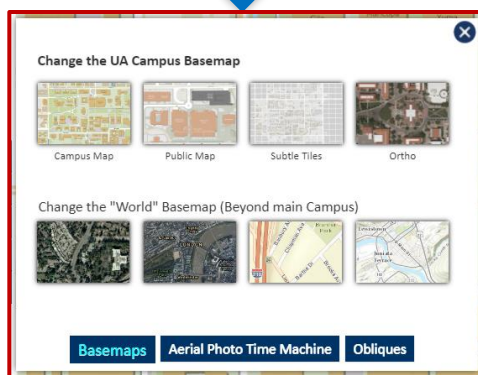 Change the UA Campus Basemap
Campus Map Public Map Subtle Tiles Ortho
Change the "World" Basemap (Beyond main Campus)
LONDON
Basemaps Aerial Photo Time Machine Obliques